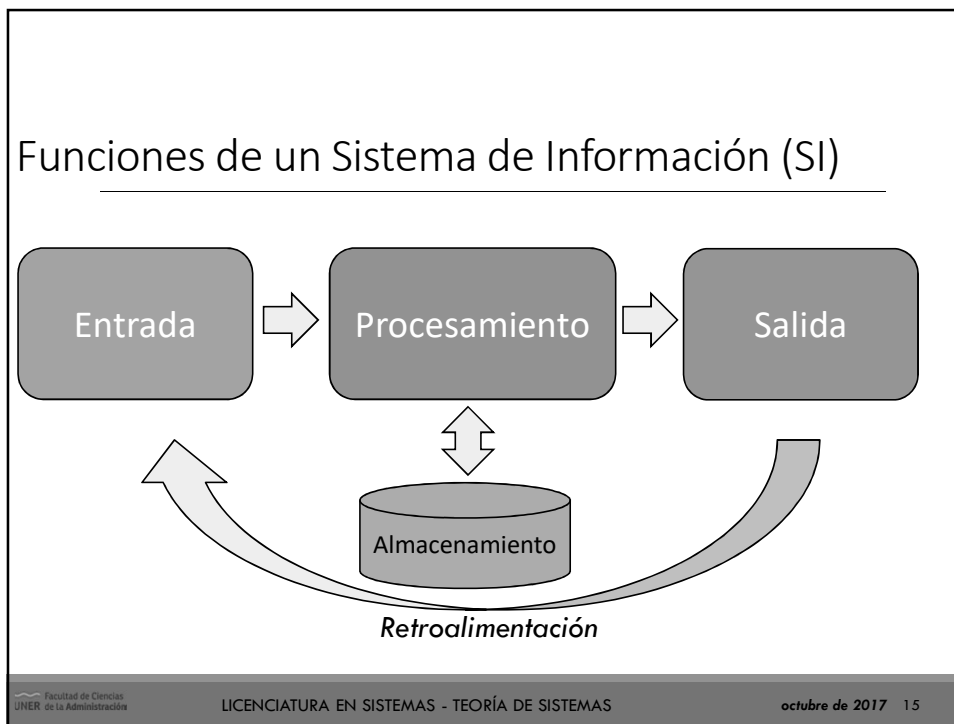 Funciones de un Sistema de Información (SI)
Entrada
Procesamiento
Salida
Almacenamiento
Retroalimentación
UNER Facultad de Ciencias
de la Administración
LICENCIATURA EN SISTEMAS - TEORÍA DE SISTEMAS
octubre de 2017 15